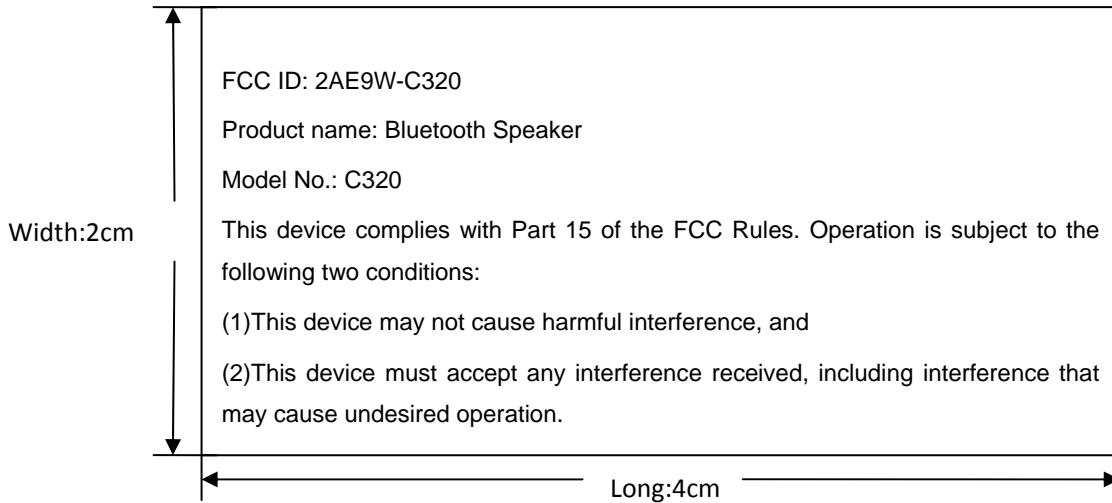 FCC ID: 2AE9W-C320
Product name: Bluetooth Speaker
Model No.: C320
Width:2cm
This device complies with Part 15 of the FCC Rules. Operation is subject to the
following two conditions:
(1)This device may not cause harmful interference, and
(2)This device must accept any interference received, including interference that
may cause undesired operation.
Long:4cm